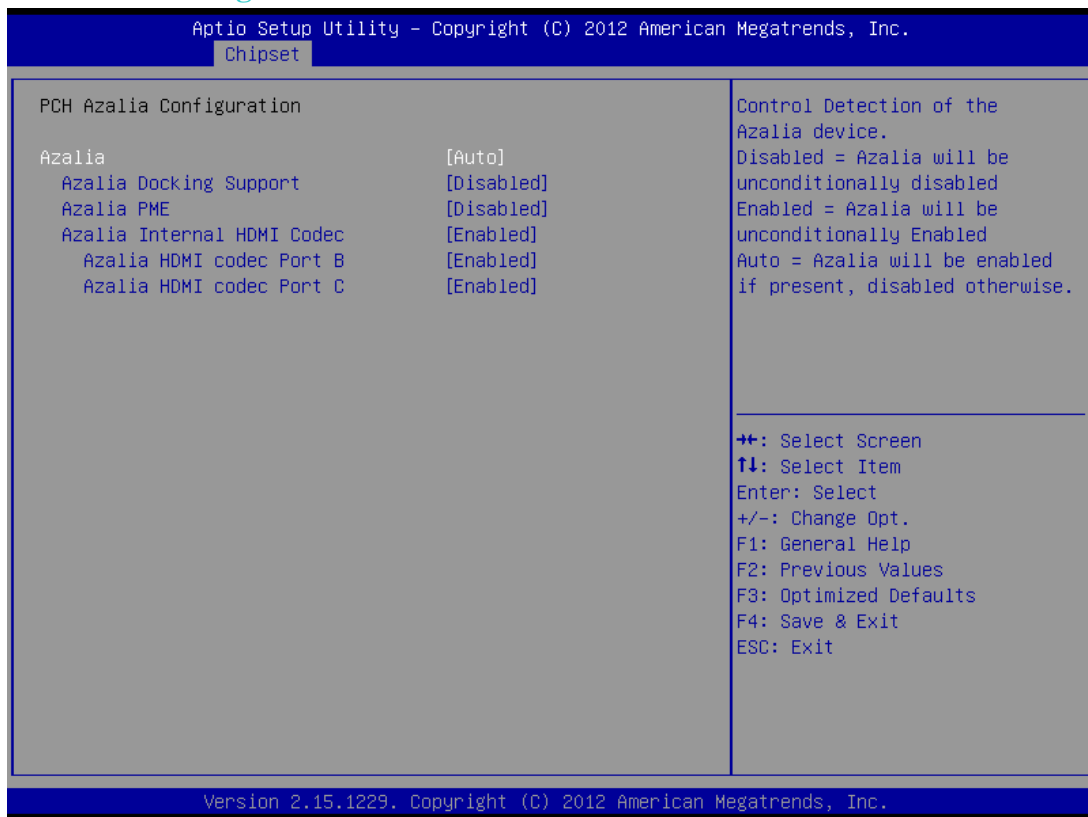 Aptio Setup Utility – Copyright (C) 2012 American Megatrends, Inc.
Chipset
PCH Azalia Configuration
Azalia [Auto]
Azalia Docking Support [Disabled]
Azalia PME [Disabled]
Azalia Internal HDMI Codec [Enabled]
Azalia HDMI codec Port B [Enabled]
Azalia HDMI codec Port C [Enabled]
Control Detection of the
Azalia device.
Disabled = Azalia will be
unconditionally disabled
Enabled = Azalia will be
unconditionally Enabled
Auto = Azalia will be enabled
if present, disabled otherwise.
→←: Select Screen
↑↓: Select Item
Enter: Select
+/-: Change Opt.
F1: General Help
F2: Previous Values
F3: Optimized Defaults
F4: Save & Exit
ESC: Exit
Version 2.15.1229. Copyright (C) 2012 American Megatrends, Inc.